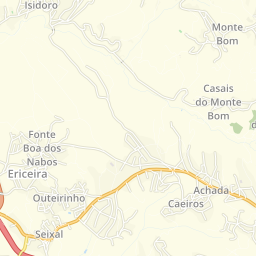 Isidoro
Monte
Bom
Casais
do Monte
Bom
Fonte
Boa dos
Nabos
Ericeira
Outeirinho
Achada
Caeiros
Seixal